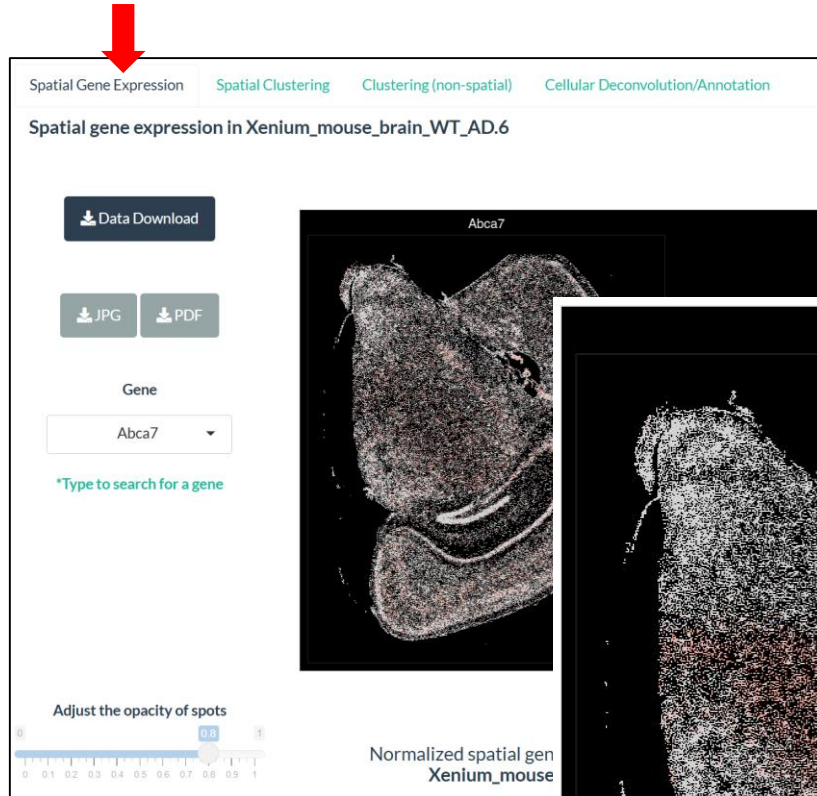 Spatial Gene Expression Spatial Clustering Clustering (non-spatial) Cellular Deconvolution/Annotation
Spatial gene expression in Xenium_mouse_brain_WT_AD.6
Data Download
Abca7
JPG PDF
Gene
Abca7
*Type to search for a gene
Adjust the opacity of spots
0 0.8 1
0 0.1 0.2 0.3 0.4 0.5 0.6 0.7 0.8 0.9 1
Normalized spatial gen
Xenium_mouse